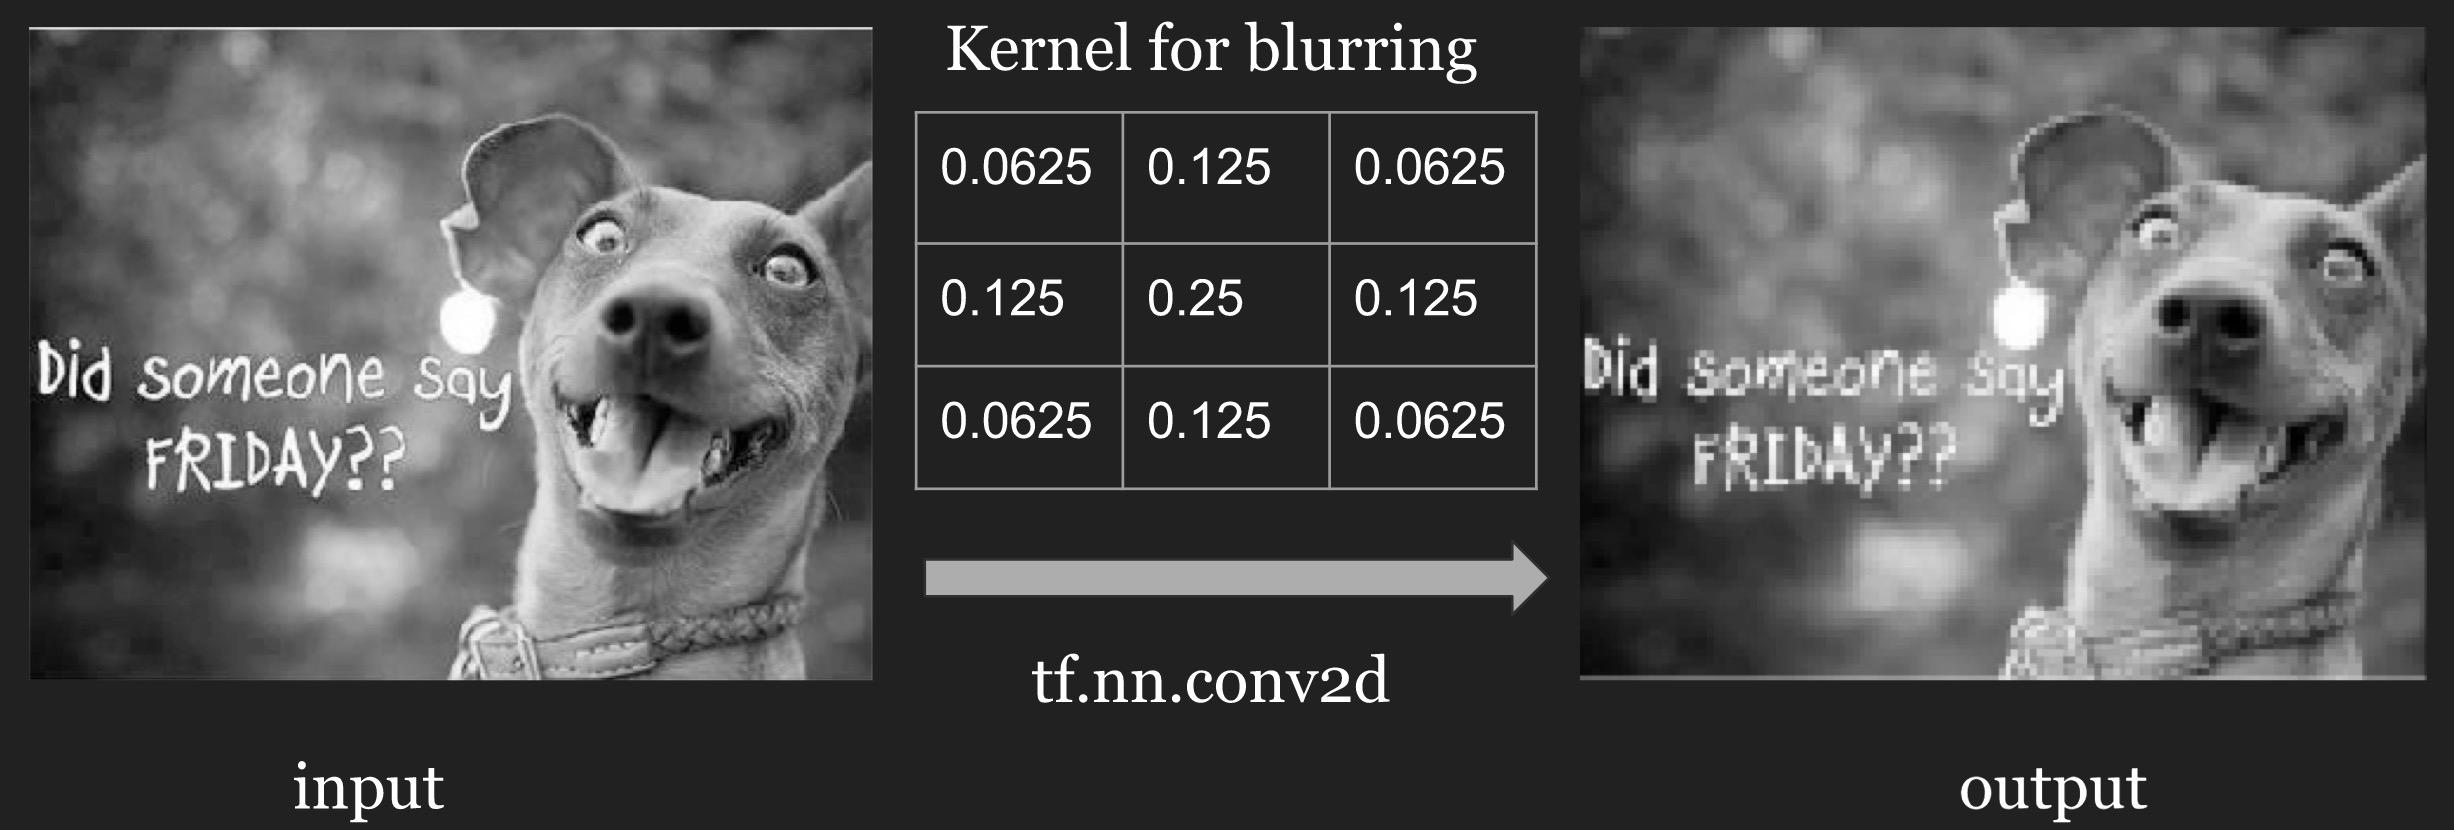 Kernel for blurring
Did someone say
FRIDAY??
0.0625 0.125 0.0625
0.125 0.25 0.125
0.0625 0.125 0.0625
Did someone say
FRIDAY??
tf.nn.conv2d
input
output